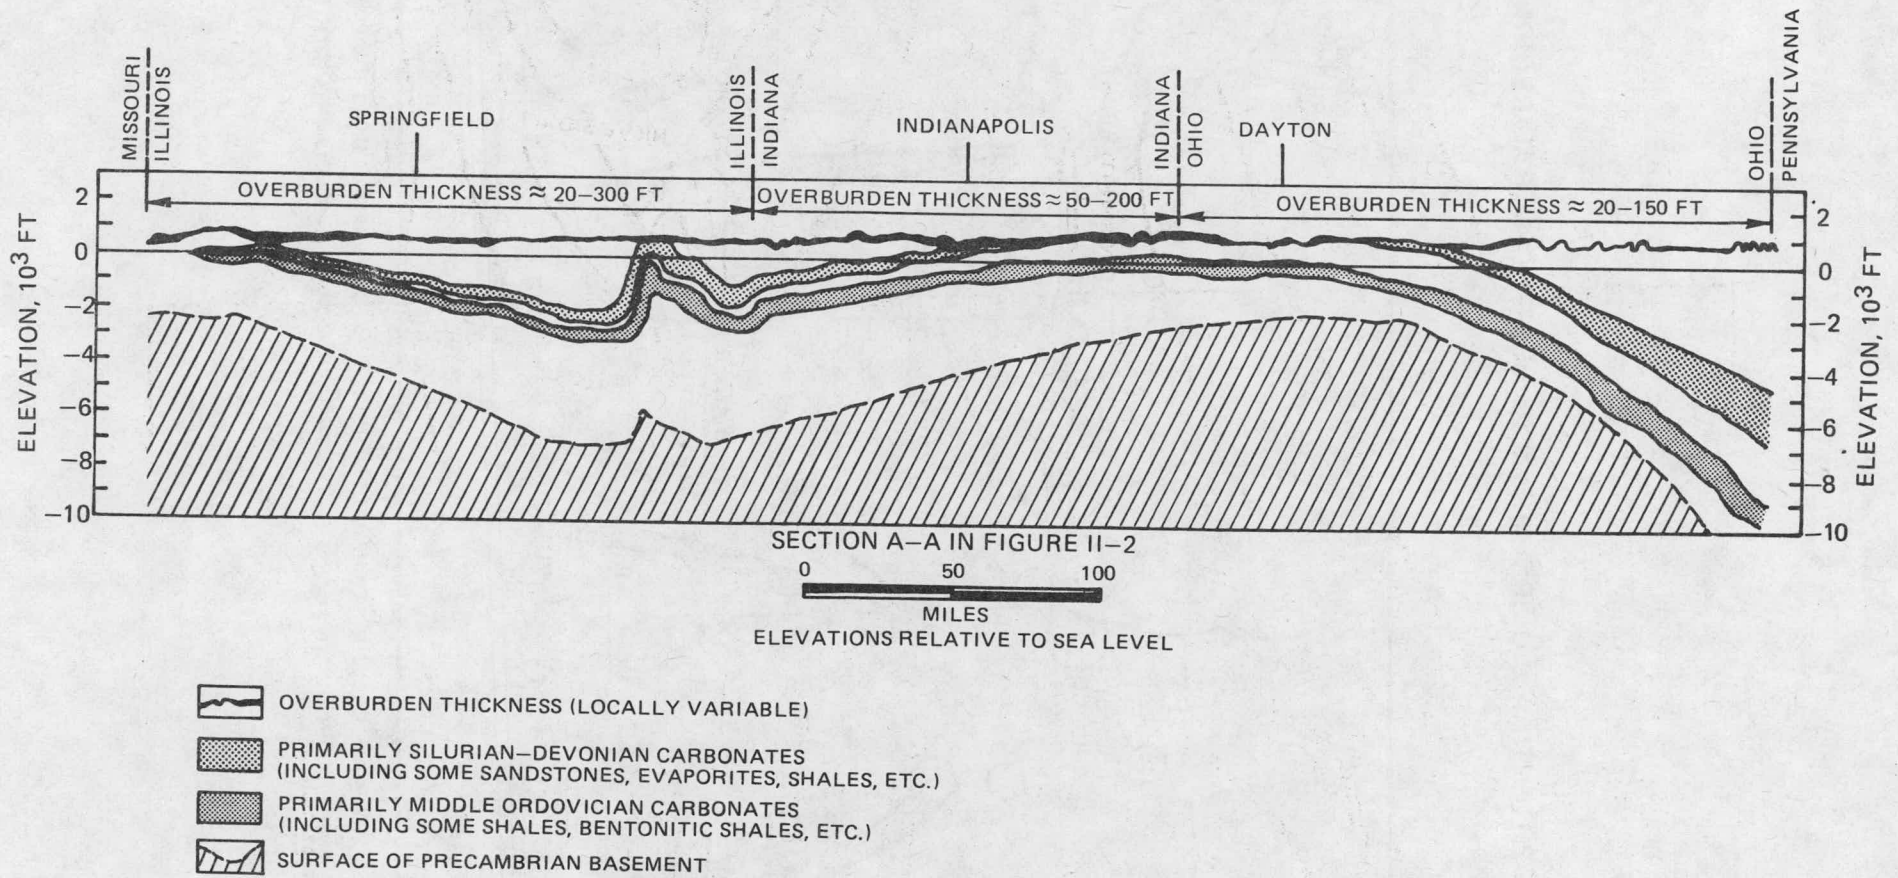 MISSOURI
ILLINOIS
SPRINGFIELD
ILLINOIS
INDIANA
INDIANAPOLIS
INDIANA
OHIO
DAYTON
OHIO
PENNSYLVANIA
OVERBURDEN THICKNESS ≈ 20–300 FT
OVERBURDEN THICKNESS ≈ 50–200 FT
OVERBURDEN THICKNESS ≈ 20–150 FT
ELEVATION, 10³ FT
2
0
–2
–4
–6
–8
–10
2
0
–2
–4
–6
–8
–10
ELEVATION, 10³ FT
SECTION A–A IN FIGURE II–2
0 50 100
MILES
ELEVATIONS RELATIVE TO SEA LEVEL
OVERBURDEN THICKNESS (LOCALLY VARIABLE)
PRIMARILY SILURIAN–DEVONIAN CARBONATES
(INCLUDING SOME SANDSTONES, EVAPORITES, SHALES, ETC.)
PRIMARILY MIDDLE ORDOVICIAN CARBONATES
(INCLUDING SOME SHALES, BENTONITIC SHALES, ETC.)
SURFACE OF PRECAMBRIAN BASEMENT